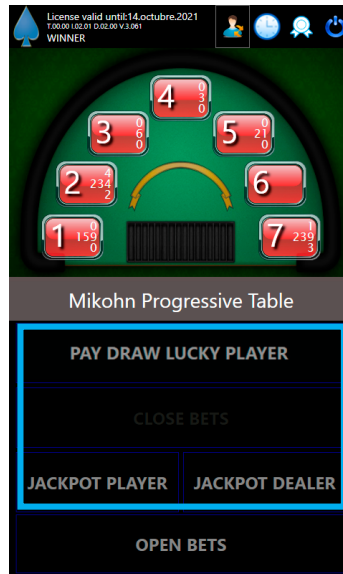 License valid until:14.octubre.2021
T.00.00 I.02.01 D.02.00 V.3.061
WINNER
4 0 3 0
3 0 6 0
5 0 21 0
2 4 234 2
6
1 0 159 0
7 1 239 3
Mikohn Progressive Table
PAY DRAW LUCKY PLAYER
CLOSE BETS
JACKPOT PLAYER JACKPOT DEALER
OPEN BETS